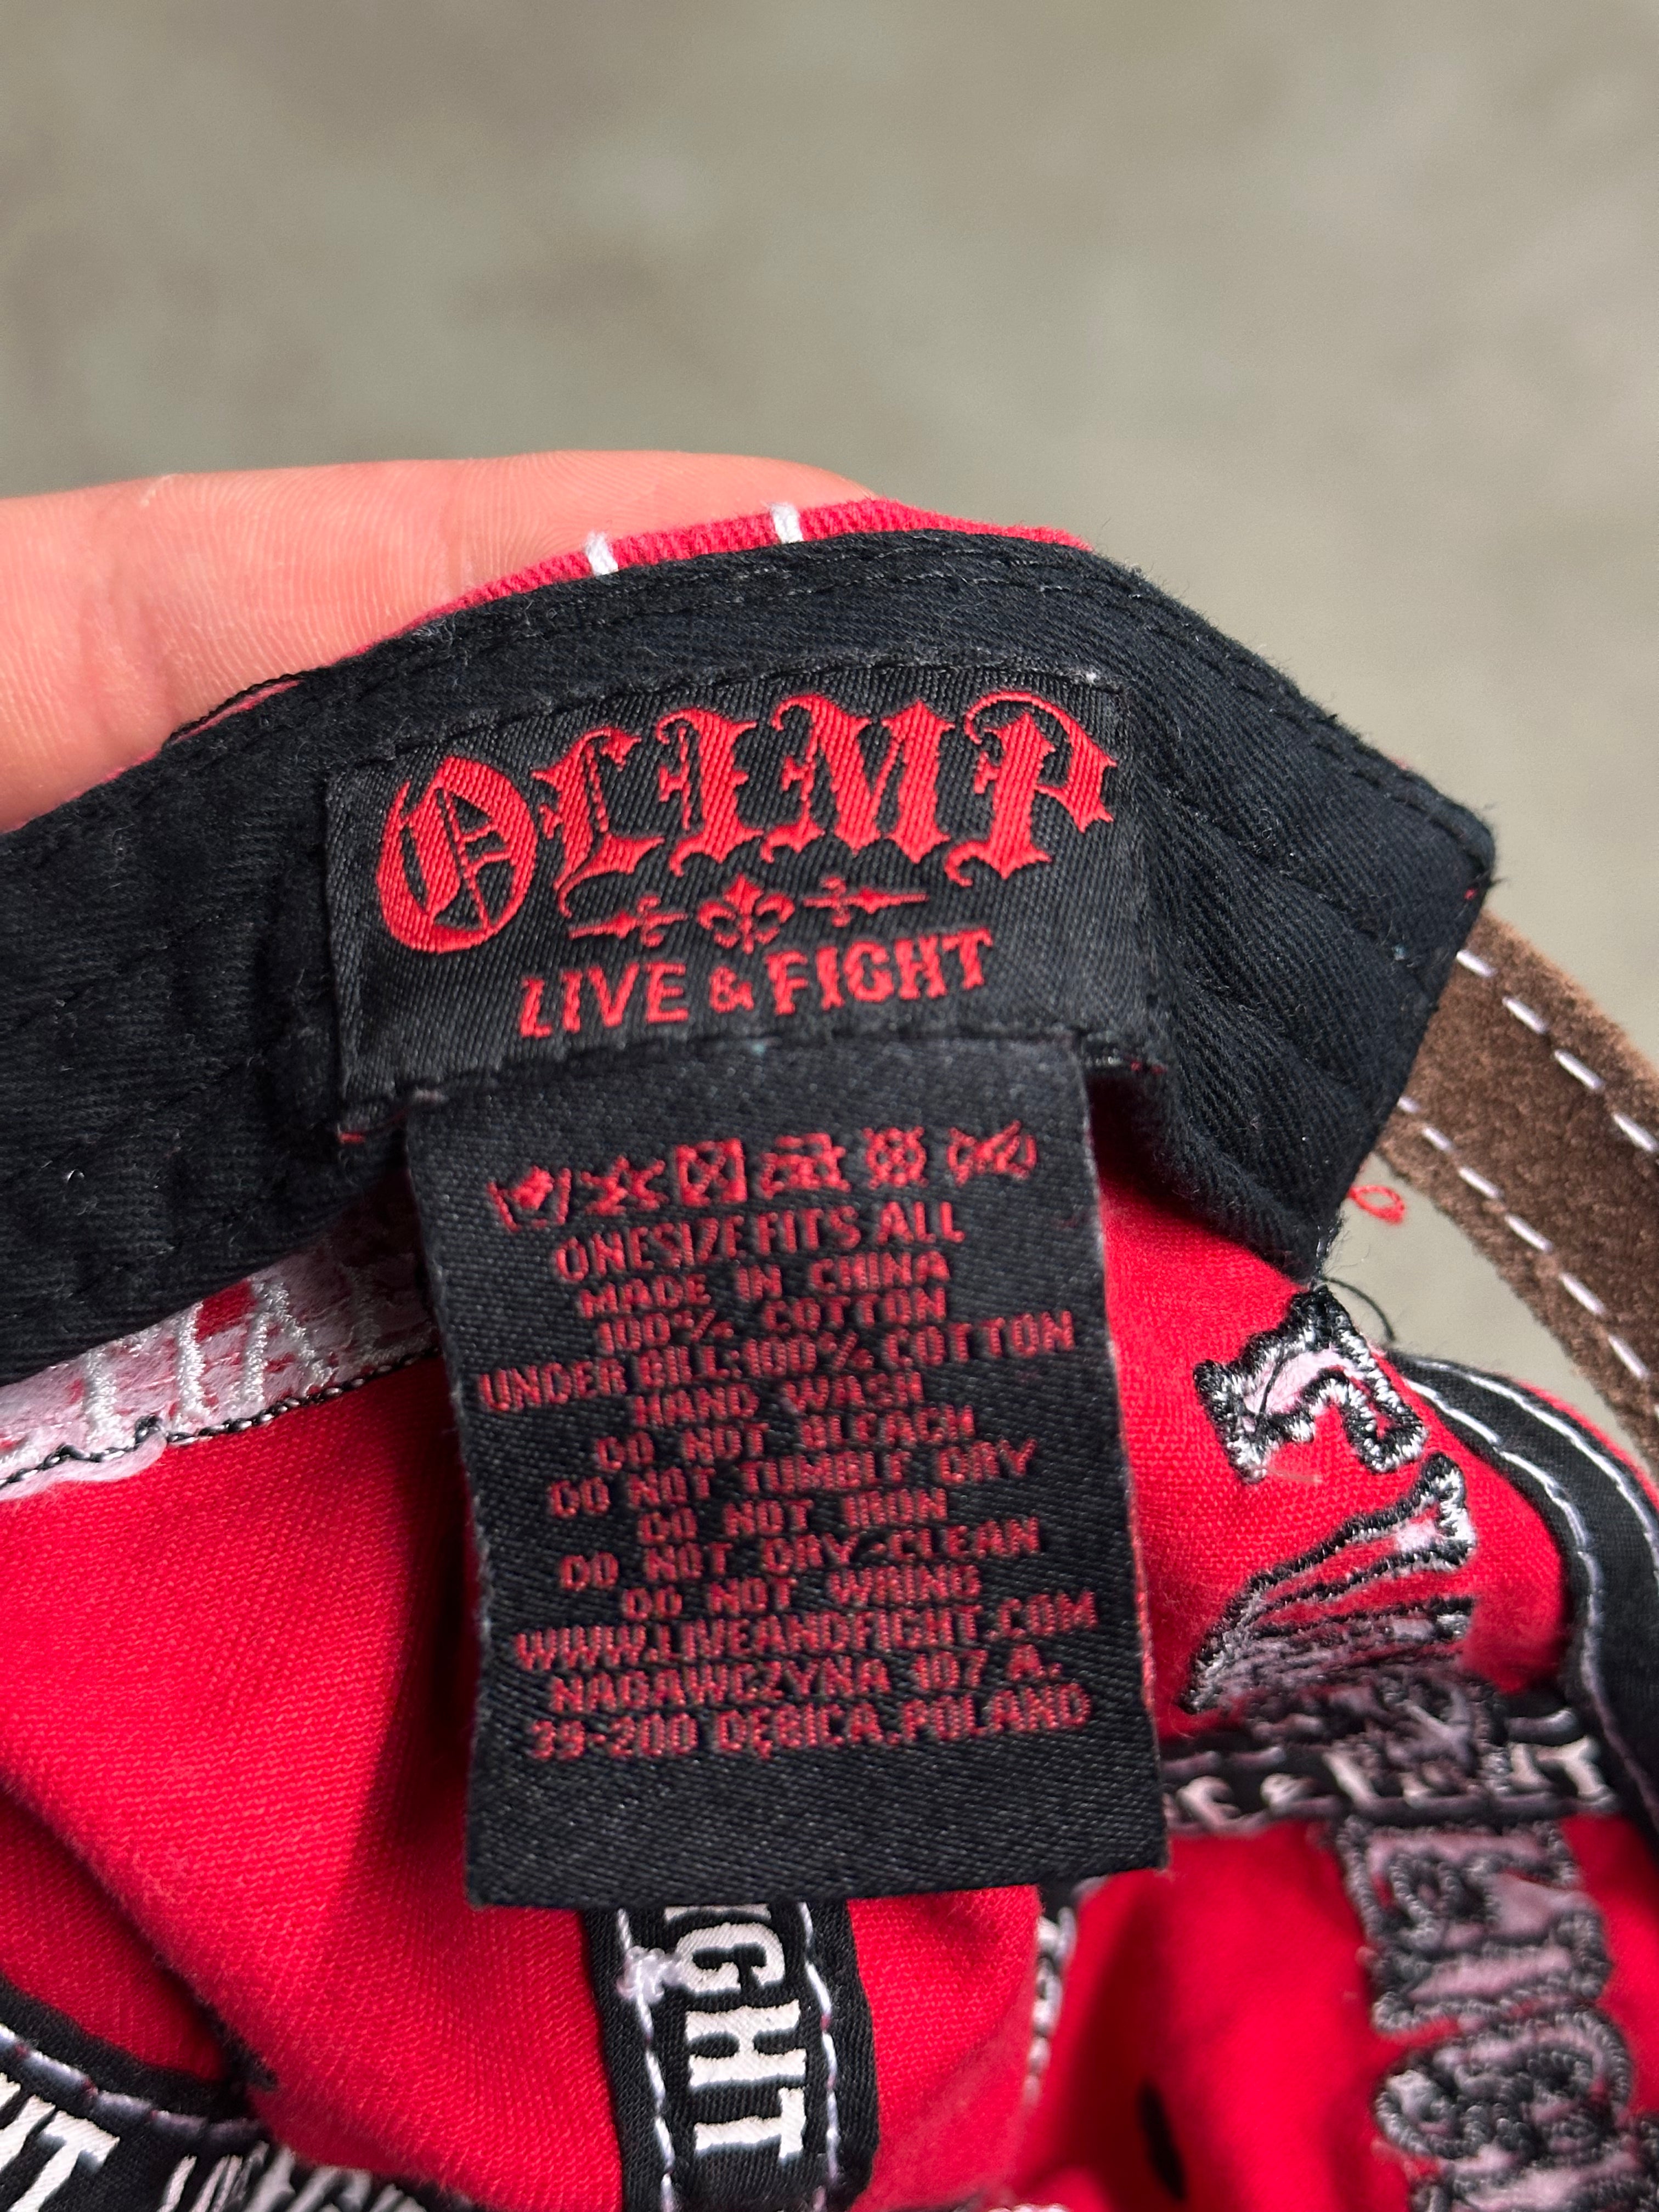 OLIMP
LIVE & FIGHT
ONE SIZE FITS ALL
MADE IN CHINA
100% COTTON
UNDER BILL:100% COTTON
HAND WASH
DO NOT BLEACH
DO NOT TUMBLE DRY
DO NOT IRON
DO NOT DRY-CLEAN
DO NOT WRING
WWW.LIVEANDFIGHT.COM
NAGAWCZYNA 107 A.
39-200 DĘBICA,POLAND